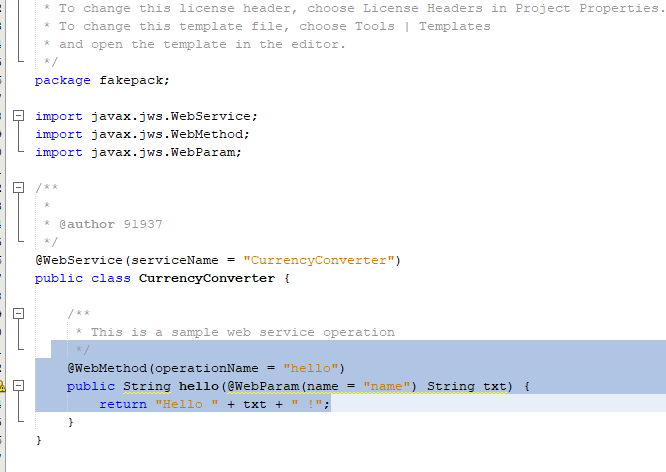 * To change this license header, choose License Headers in Project Properties.
* To change this template file, choose Tools | Templates
* and open the template in the editor.
*/
package fakepack;
import javax.jws.WebService;
import javax.jws.WebMethod;
import javax.jws.WebParam;
/**
*
* @author 91937
*/
@WebService(serviceName = "CurrencyConverter")
public class CurrencyConverter {
/**
* This is a sample web service operation
*/
@WebMethod(operationName = "hello")
public String hello(@WebParam(name = "name") String txt) {
return "Hello " + txt + " !";
}
}